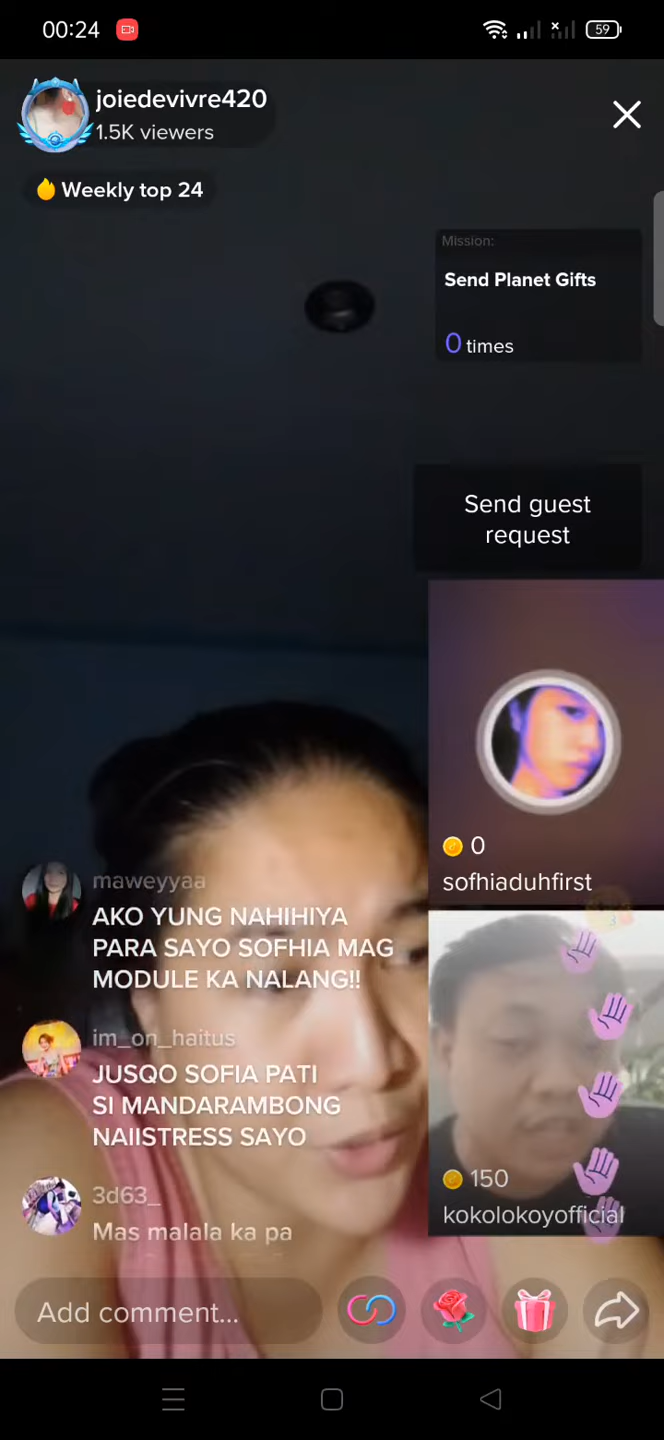 00:24
59
joiedevivre420
1.5K viewers
Weekly top 24
Mission:
Send Planet Gifts
0 times
Send guest
request
0
sofhiaduhfirst
maweyyaa
AKO YUNG NAHIHIYA
PARA SAYO SOFHIA MAG
MODULE KA NALANG!!
im_on_haitus
JUSQO SOFIA PATI
SI MANDARAMBONG
NAIISTRESS SAYO
150
kokolokoyofficial
3d63_
Mas malala ka pa
Add comment...